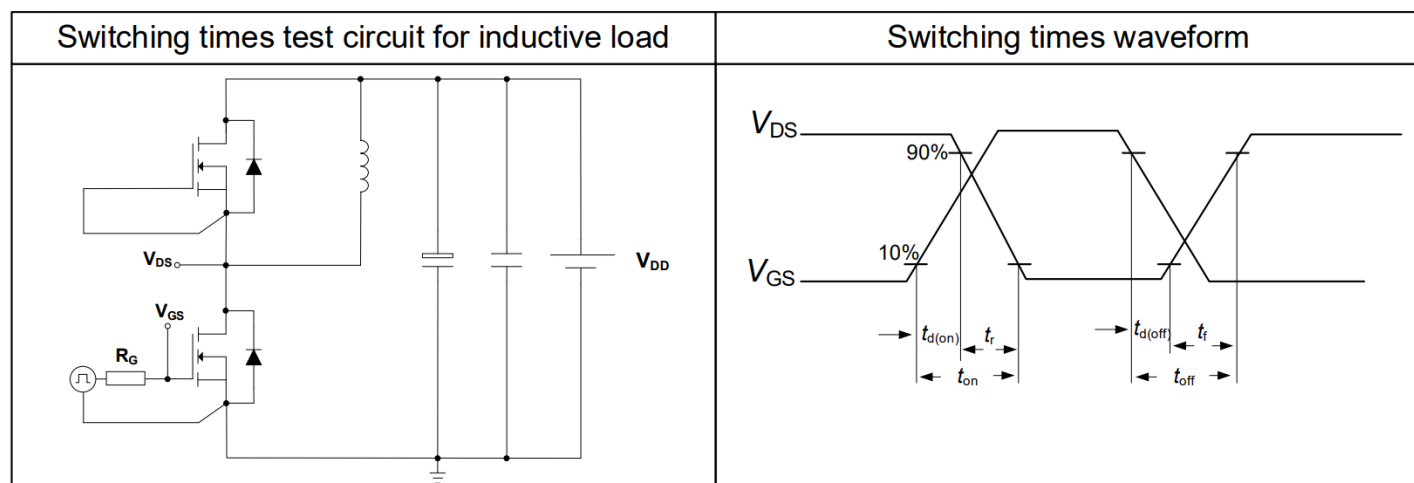 Switching times test circuit for inductive load
Switching times waveform
VDS
VGS
RG
VDD
VDS
90%
10%
VGS
td(on)
tr
td(off)
tf
ton
toff